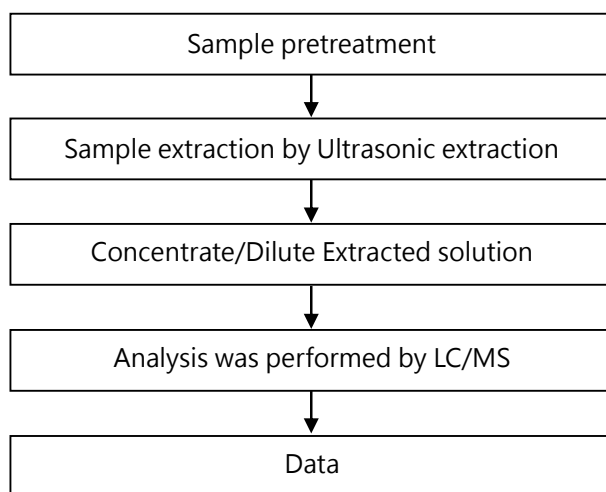 Sample pretreatment
Sample extraction by Ultrasonic extraction
Concentrate/Dilute Extracted solution
Analysis was performed by LC/MS
Data